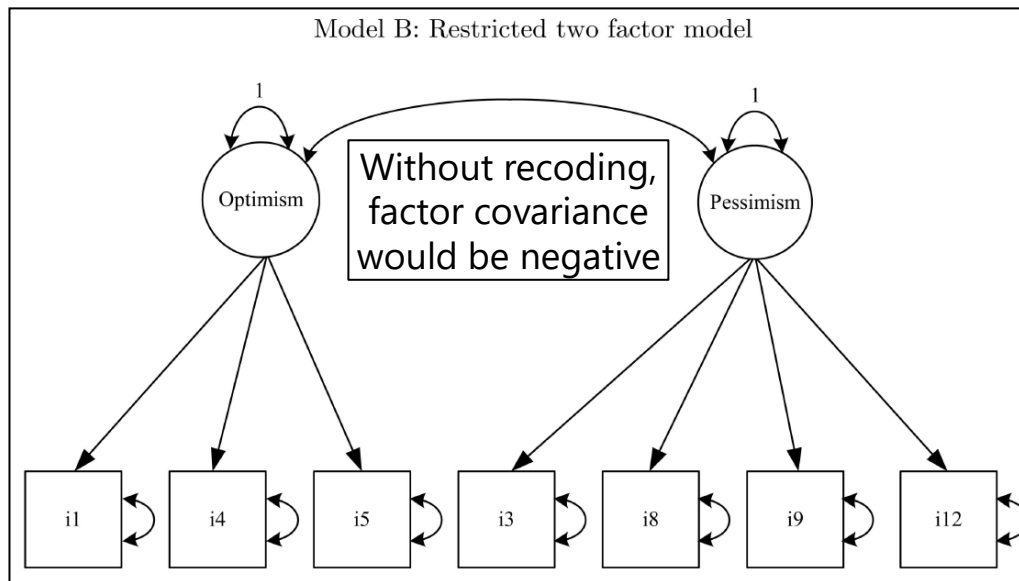 Model B: Restricted two factor model
1
1
Optimism
Without recoding,
factor covariance
would be negative
Pessimism
i1
i4
i5
i3
i8
i9
i12